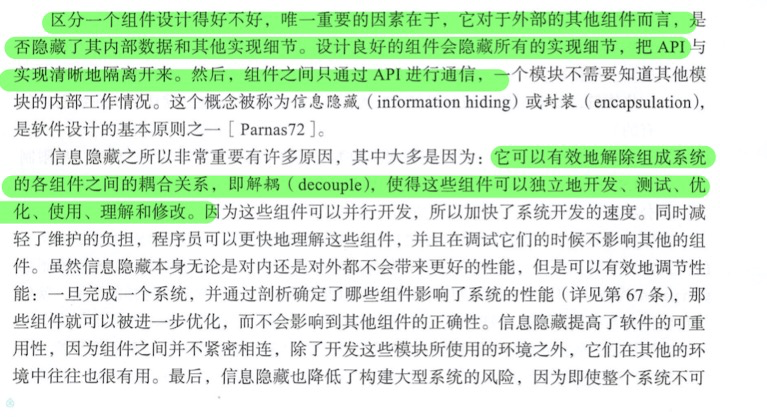 区分一个组件设计得好不好，唯一重要的因素在于，它对于外部的其他组件而言，是
否隐藏了其内部数据和其他实现细节。设计良好的组件会隐藏所有的实现细节，把 API 与
实现清晰地隔离开来。然后，组件之间只通过 API 进行通信，一个模块不需要知道其他模
块的内部工作情况。这个概念被称为信息隐藏（information hiding）或封装（encapsulation），
是软件设计的基本原则之一［Parnas72］。
信息隐藏之所以非常重要有许多原因，其中大多是因为：它可以有效地解除组成系统
的各组件之间的耦合关系，即解耦（decouple），使得这些组件可以独立地开发、测试、优
化、使用、理解和修改。因为这些组件可以并行开发，所以加快了系统开发的速度。同时减
轻了维护的负担，程序员可以更快地理解这些组件，并且在调试它们的时候不影响其他的组
件。虽然信息隐藏本身无论是对内还是对外都不会带来更好的性能，但是可以有效地调节性
能：一旦完成一个系统，并通过剖析确定了哪些组件影响了系统的性能（详见第 67 条），那
些组件就可以被进一步优化，而不会影响到其他组件的正确性。信息隐藏提高了软件的可重
用性，因为组件之间并不紧密相连，除了开发这些模块所使用的环境之外，它们在其他的环
境中往往也很有用。最后，信息隐藏也降低了构建大型系统的风险，因为即使整个系统不可